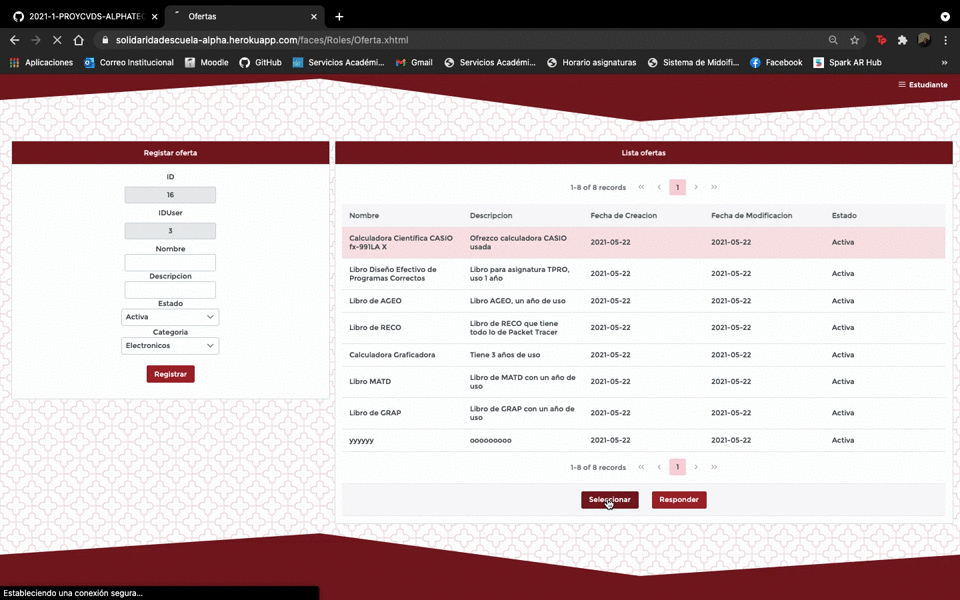 2021-1-PROYCVDS-ALPHATEC
Ofertas
solidaridadescuela-alpha.herokuapp.com/faces/Roles/Oferta.xhtml
Aplicaciones
Correo Institucional
Moodle
GitHub
Servicios Académi...
Gmail
Servicios Académi...
Horario asignaturas
Sistema de Midoifi...
Facebook
Spark AR Hub
»
Estudiante
Registar oferta
ID
16
IDUser
3
Nombre
Descripcion
Estado
Activa
Categoria
Electronicos
Registrar
Lista ofertas
1-8 of 8 records 1
Nombre Descripcion Fecha de Creacion Fecha de Modificacion Estado
Calculadora Científica CASIO fx-991LA X Ofrezco calculadora CASIO usada 2021-05-22 2021-05-22 Activa
Libro Diseño Efectivo de Programas Correctos Libro para asignatura TPRO, uso 1 año 2021-05-22 2021-05-22 Activa
Libro de AGEO Libro AGEO, un año de uso 2021-05-22 2021-05-22 Activa
Libro de RECO Libro de RECO que tiene todo lo de Packet Tracer 2021-05-22 2021-05-22 Activa
Calculadora Graficadora Tiene 3 años de uso 2021-05-22 2021-05-22 Activa
Libro MATD Libro de MATD con un año de uso 2021-05-22 2021-05-22 Activa
Libro de GRAP Libro de GRAP con un año de uso 2021-05-22 2021-05-22 Activa
yyyyyy ooooooooo 2021-05-22 2021-05-22 Activa
1-8 of 8 records 1
Seleccionar
Responder
Estableciendo una conexión segura...